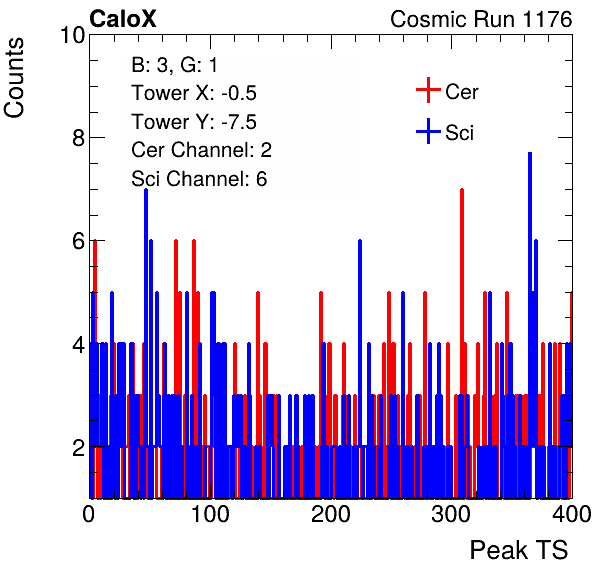 CaloX Cosmic Run 1176
Counts
10
8
6
4
2
B: 3, G: 1
Tower X: -0.5
Tower Y: -7.5
Cer Channel: 2
Sci Channel: 6
Cer
Sci
0 100 200 300 400
Peak TS